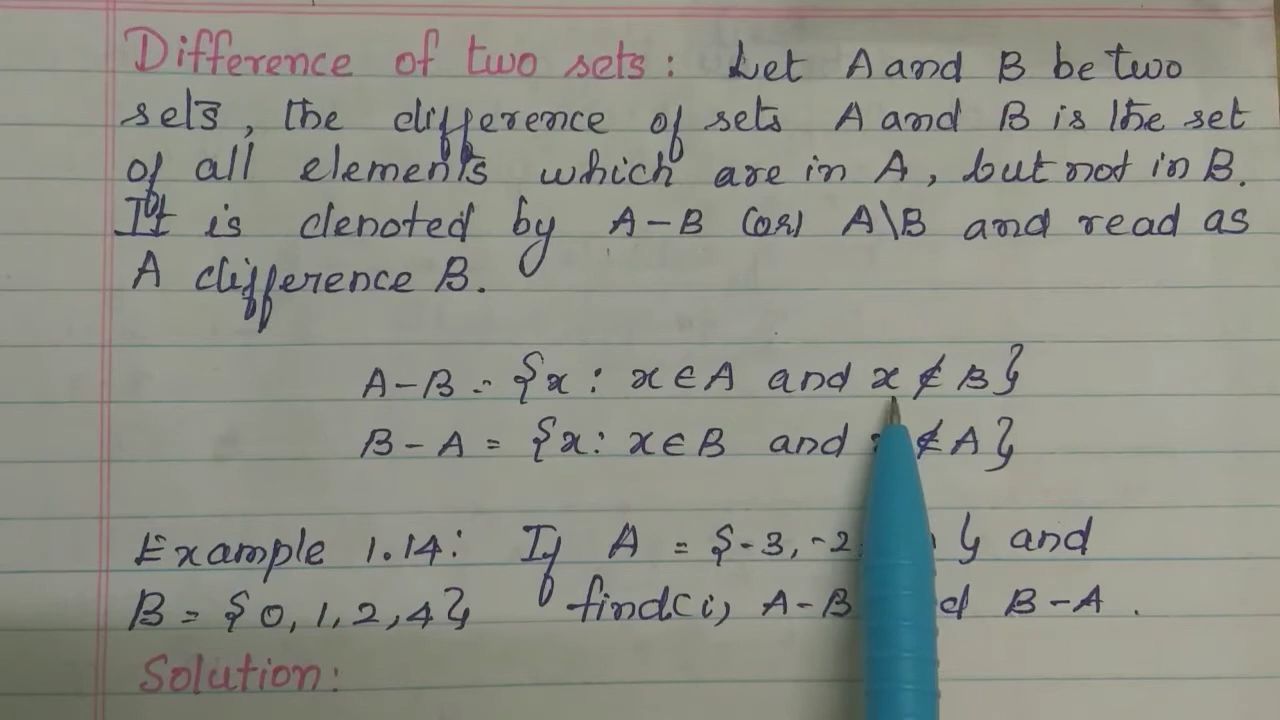 Difference of two sets: Let A and B be two
sets, the difference of sets A and B is the set
of all elements which are in A, but not in B.
It is denoted by A-B (or) A\B and read as
A difference B.
A-B = {x: x∈A and x∉B}
B-A = {x: x∈B and ∉A}
Example 1.14: If A = {-3,-2 } and
B = {0,1,2,4} find(i) A-B B-A.
Solution: